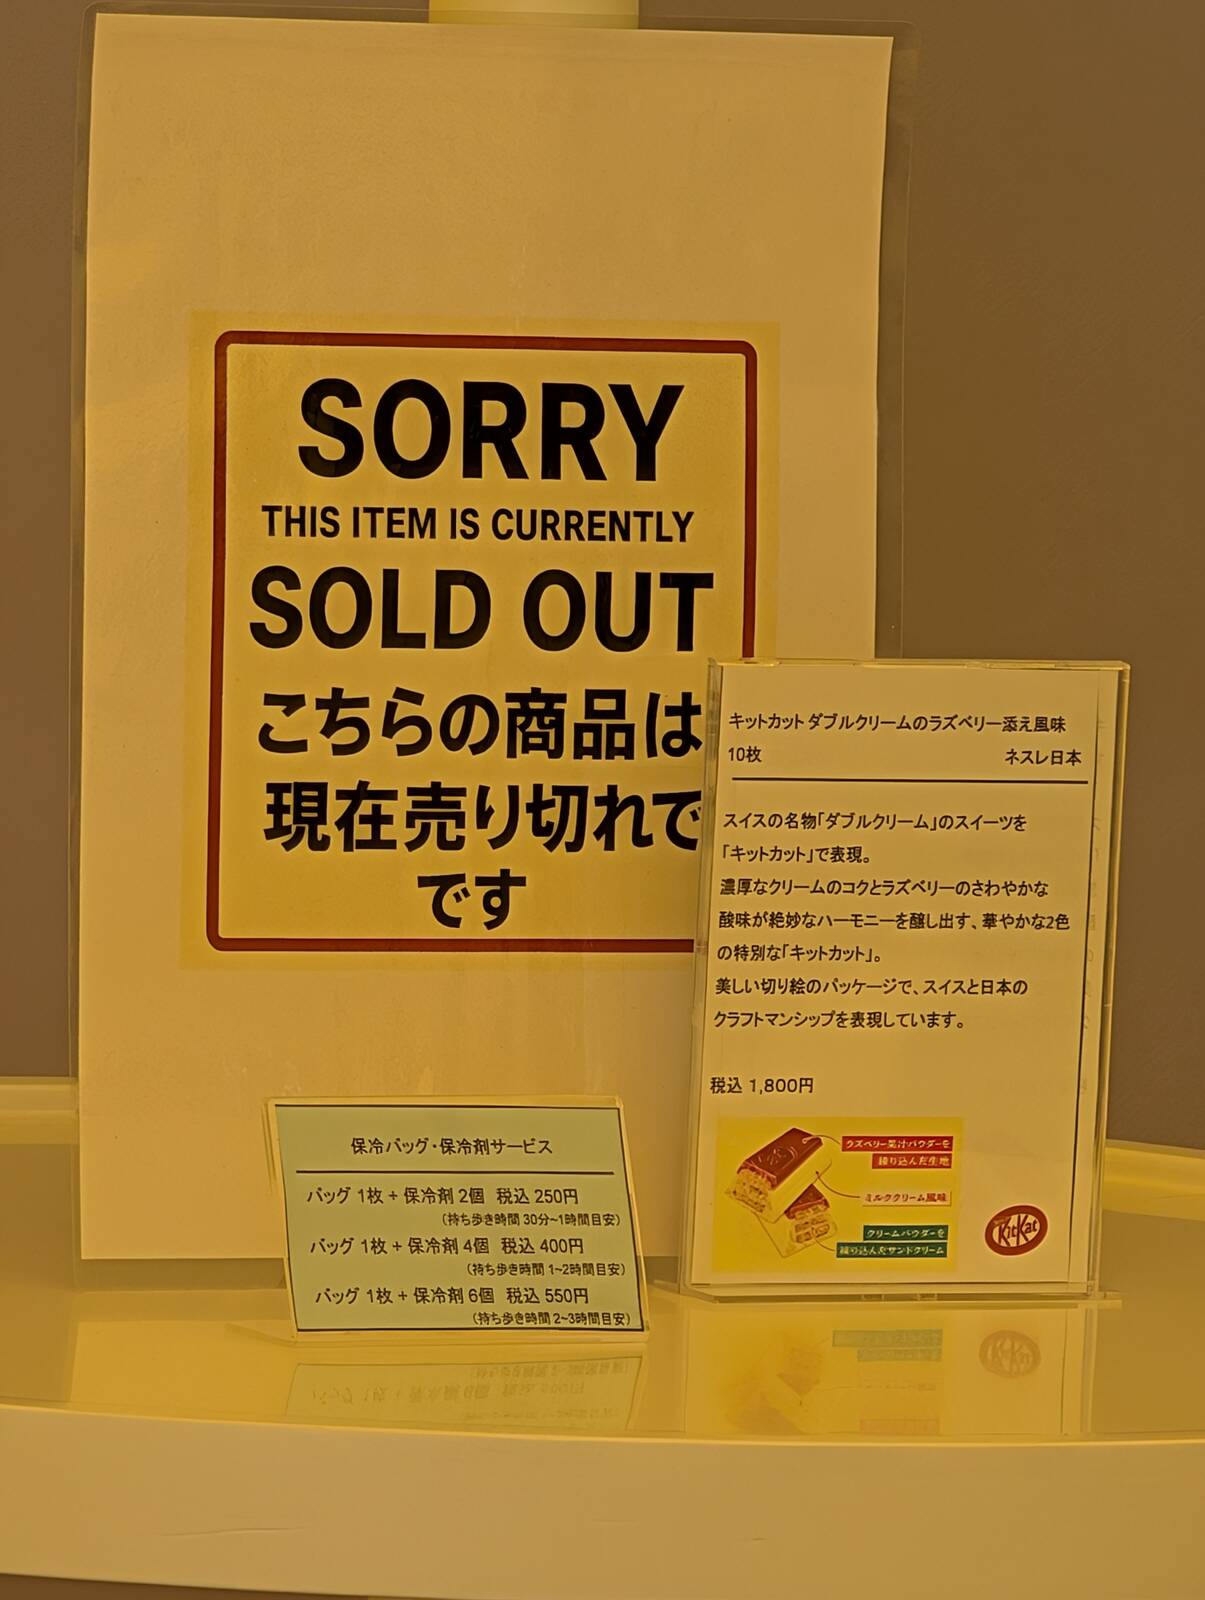 SORRY
THIS ITEM IS CURRENTLY
SOLD OUT
こちらの商品は
現在売り切れで
です
キットカット ダブルクリームのラズベリー添え風味
10枚 ネスレ日本
スイスの名物「ダブルクリーム」のスイーツを
「キットカット」で表現。
濃厚なクリームのコクとラズベリーのさわやかな
酸味が絶妙なハーモニーを醸し出す、華やかな2色
の特別な「キットカット」。
美しい切り絵のパッケージで、スイスと日本の
クラフトマンシップを表現しています。
税込 1,800円
ラズベリー果汁パウダーを
練り込んだ生地
ミルククリーム風味
クリームパウダーを
練り込んだサンドクリーム
KitKat
保冷バッグ・保冷剤サービス
バッグ 1枚 + 保冷剤 2個 税込 250円
(持ち歩き時間 30分~1時間目安)
バッグ 1枚 + 保冷剤 4個 税込 400円
(持ち歩き時間 1~2時間目安)
バッグ 1枚 + 保冷剤 6個 税込 550円
(持ち歩き時間 2~3時間目安)